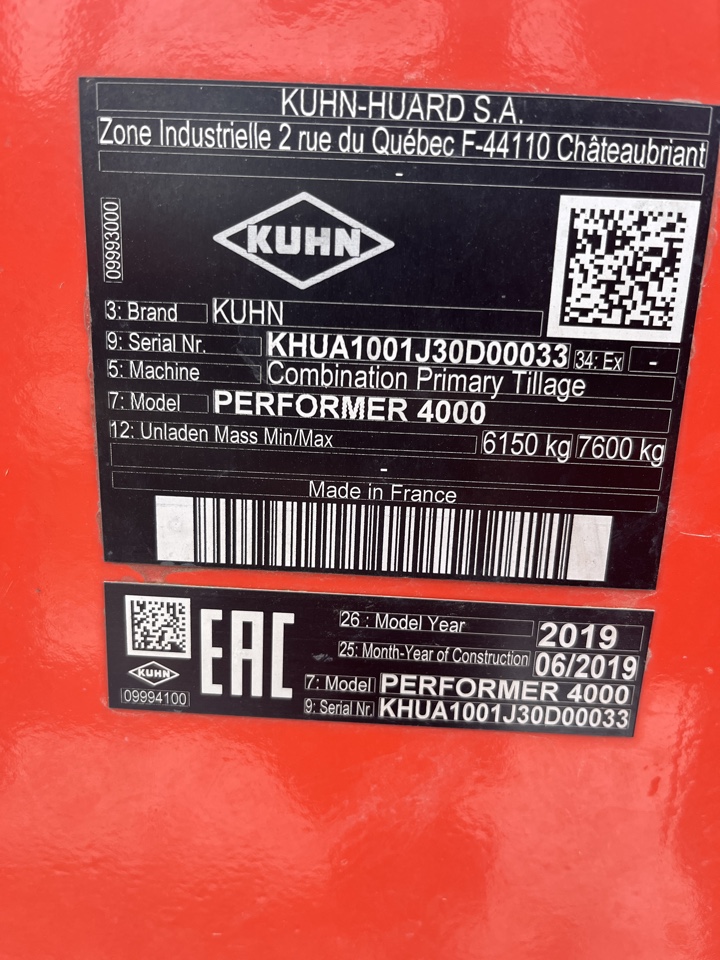 KUHN-HUARD S.A.
Zone Industrielle 2 rue du Québec F-44110 Châteaubriant
-
09993000
KUHN
3: Brand KUHN
9: Serial Nr. KHUA1001J30D00033 34: Ex -
5: Machine Combination Primary Tillage
7: Model PERFORMER 4000
12: Unladen Mass Min/Max 6150 kg 7600 kg
-
Made in France
EAC
26 : Model Year 2019
25: Month-Year of Construction 06/2019
KUHN
7: Model PERFORMER 4000
09994100
9: Serial Nr. KHUA1001J30D00033